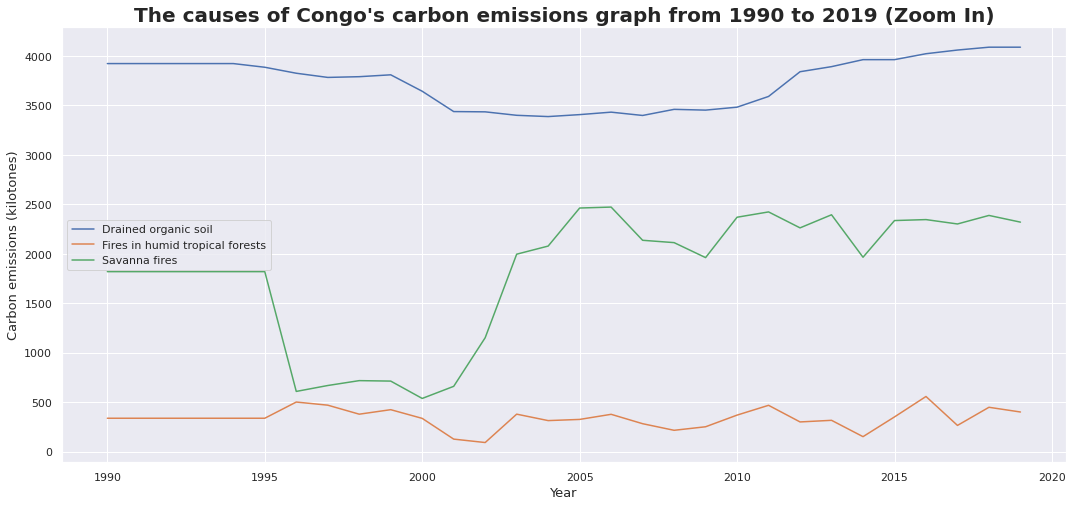 The causes of Congo's carbon emissions graph from 1990 to 2019 (Zoom In)
Carbon emissions (kilotones)
4000
3500
3000
2500
2000
1500
1000
500
0
Drained organic soil
Fires in humid tropical forests
Savanna fires
1990 1995 2000 2005 2010 2015 2020
Year